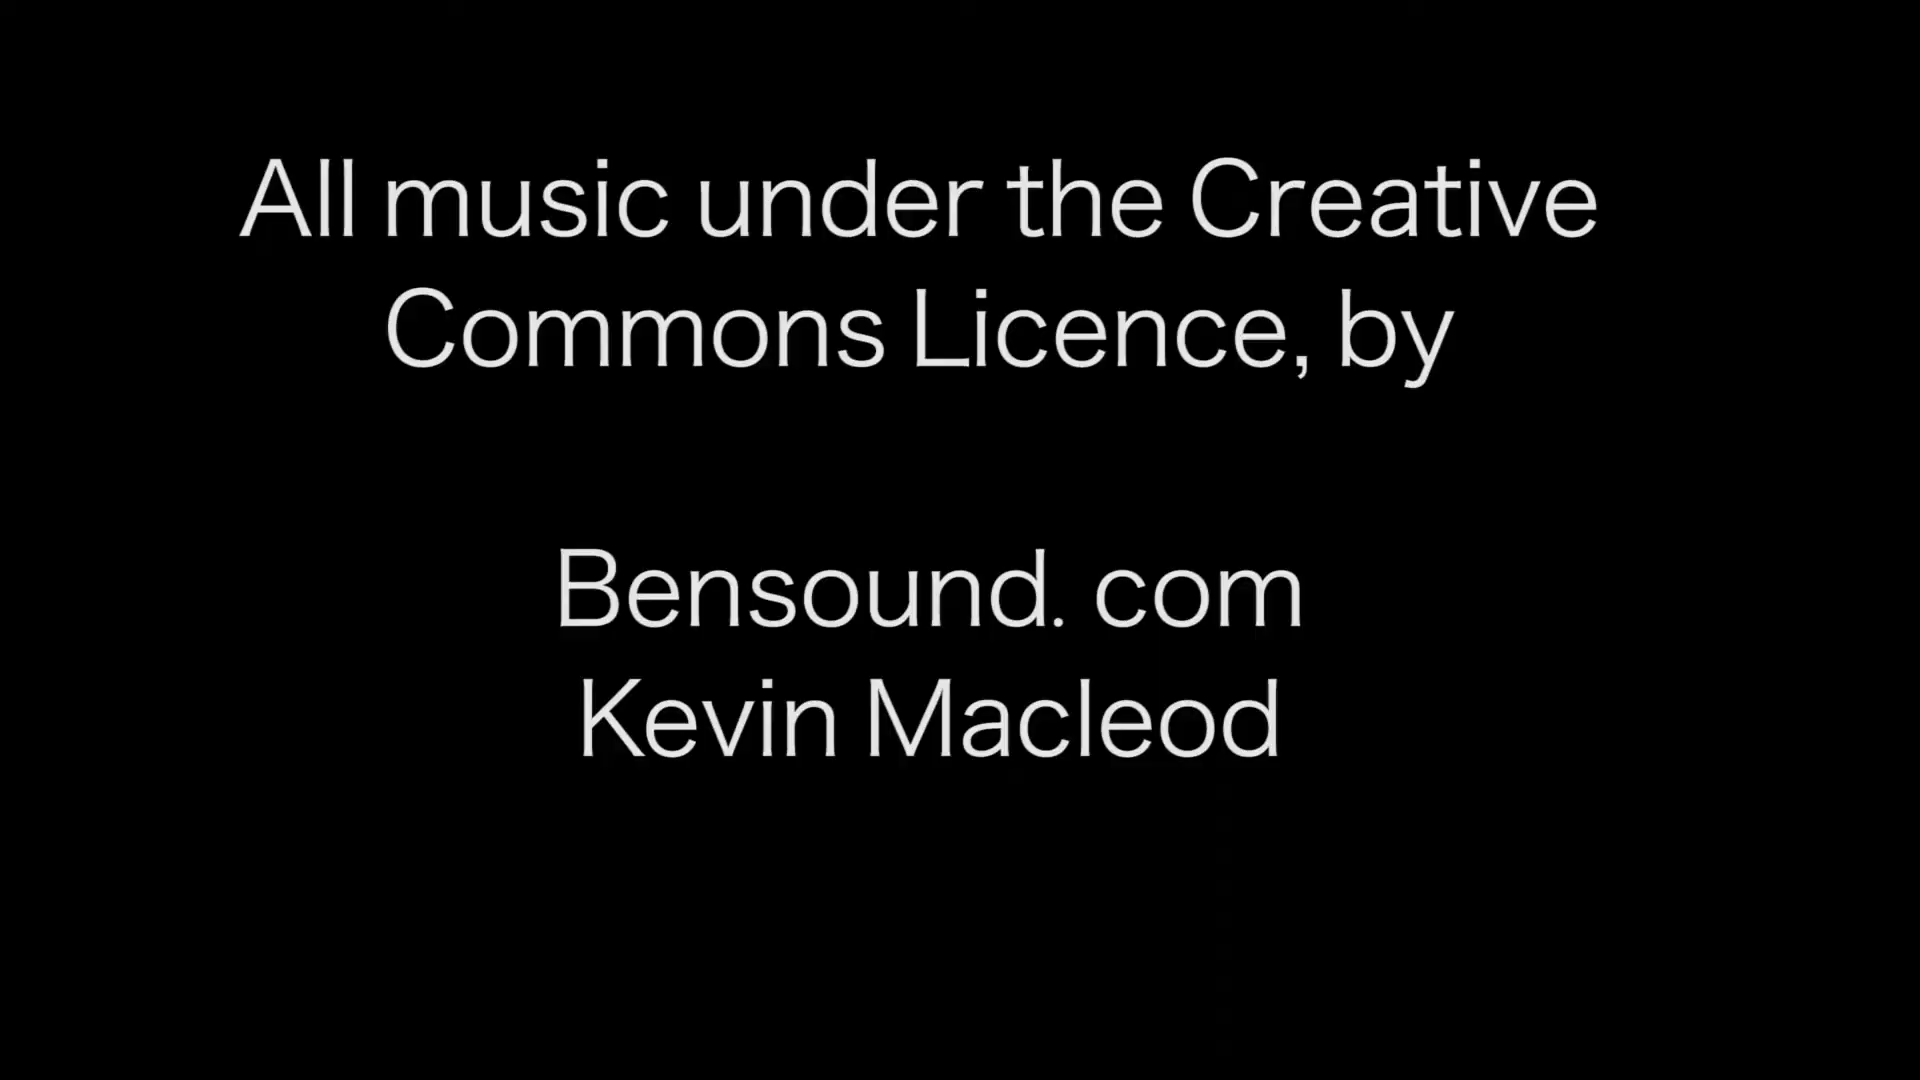 All music under the Creative
Commons Licence, by
Bensound. com
Kevin Macleod